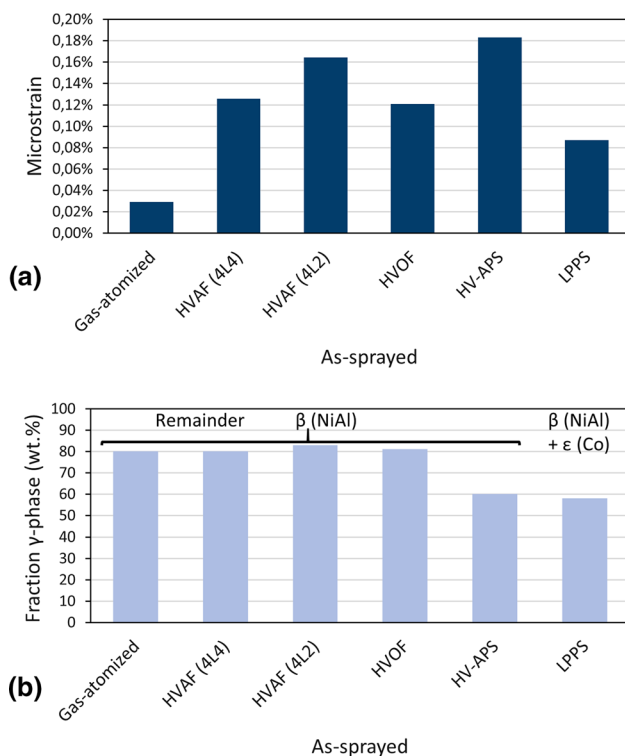 0,20%
0,18%
0,16%
0,14%
0,12%
0,10%
0,08%
0,06%
0,04%
0,02%
0,00%
Microstrain
Gas-atomized
HVAF (4L4)
HVAF (4L2)
HVOF
HV-APS
LPPS
(a)
As-sprayed
100
90
80
70
60
50
40
30
20
10
0
Fraction γ-phase (wt.%)
Remainder β (NiAl)
β (NiAl)
+ ε (Co)
Gas-atomized
HVAF (4L4)
HVAF (4L2)
HVOF
HV-APS
LPPS
(b)
As-sprayed